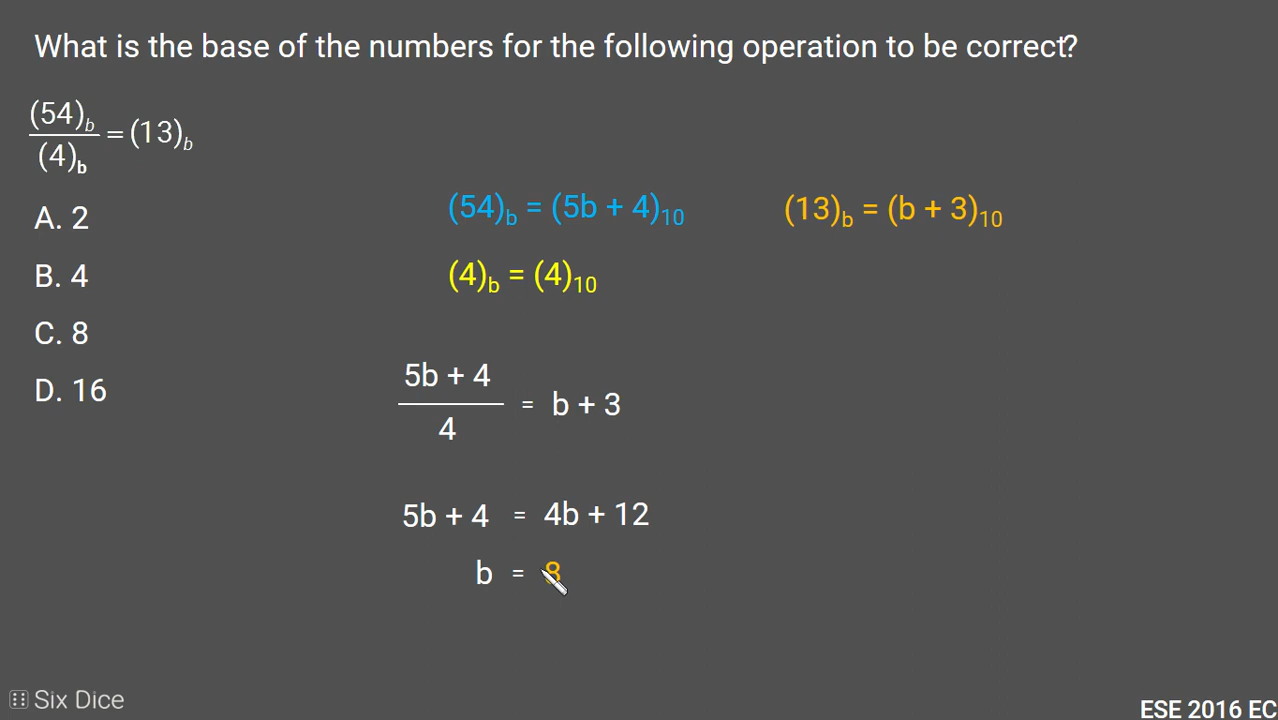 What is the base of the numbers for the following operation to be correct?
(54)b
(4)b
= (13)b
A. 2
B. 4
C. 8
D. 16
(54)b = (5b + 4)10
(13)b = (b + 3)10
(4)b = (4)10
5b + 4
4
= b + 3
5b + 4 = 4b + 12
b = 8
Six Dice
ESE 2016 EC